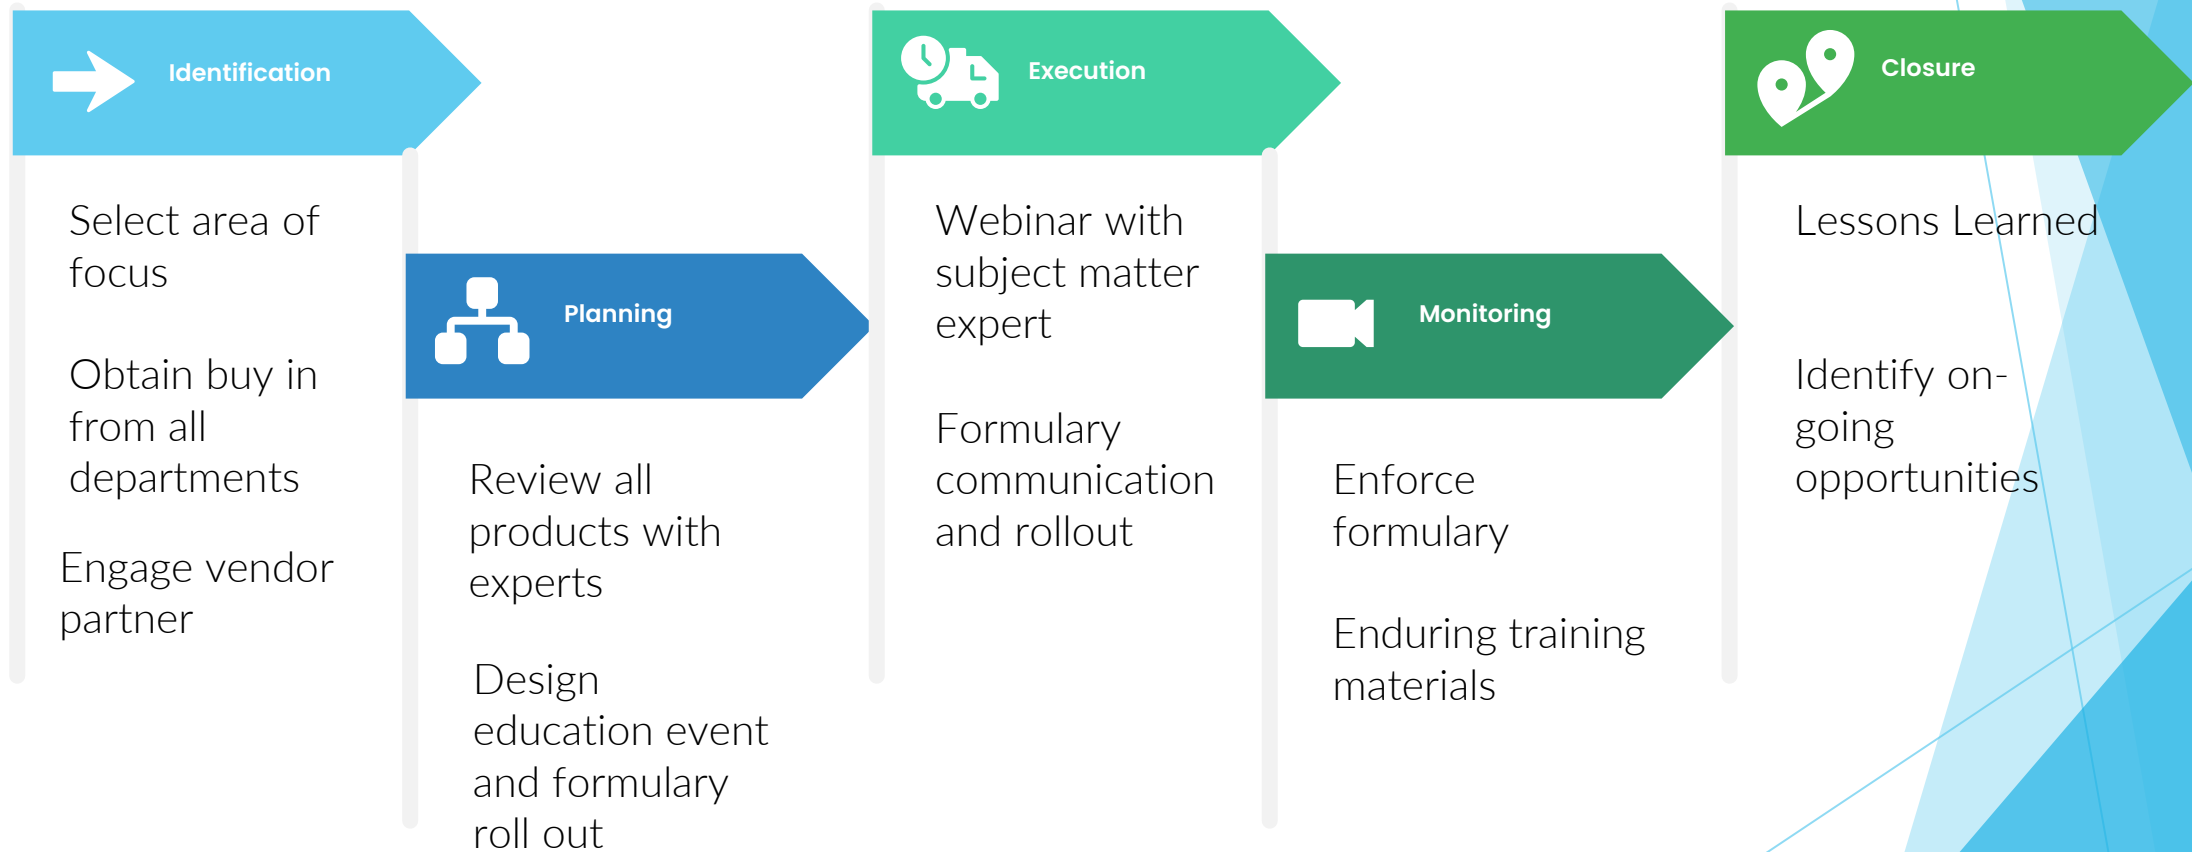 Identification
Select area of
focus
Obtain buy in
from all
departments
Engage vendor
partner
Planning
Review all
products with
experts
Design
education event
and formulary
roll out
Execution
Webinar with
subject matter
expert
Formulary
communication
and rollout
Monitoring
Enforce
formulary
Enduring training
materials
Closure
Lessons Learned
Identify on-
going
opportunities